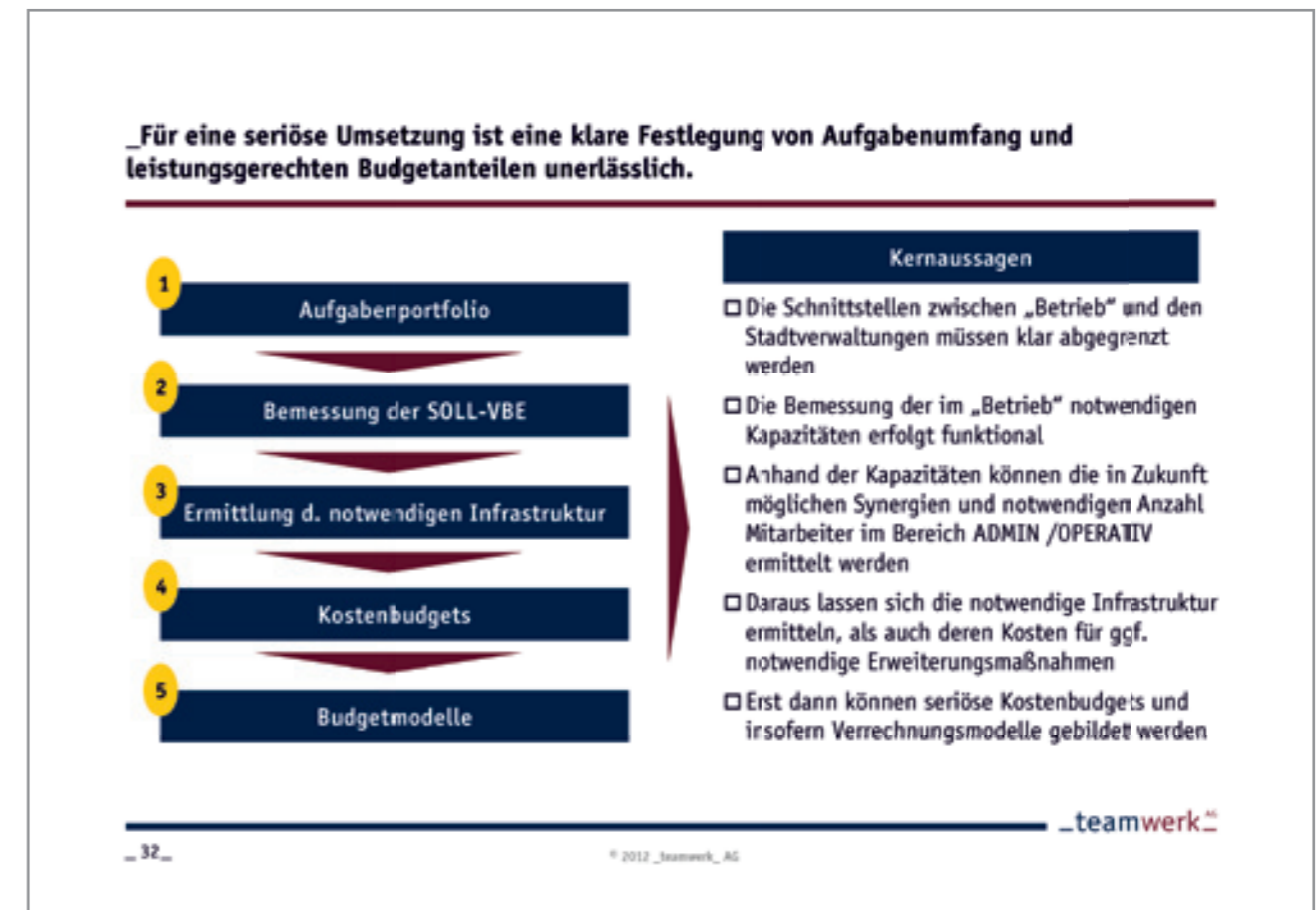 _Für eine seriöse Umsetzung ist eine klare Festlegung von Aufgabenumfang und
leistungsgerechten Budgetanteilen unerlässlich.
1
Aufgabenportfolio
2
Bemessung der SOLL-VBE
3
Ermittlung d. notwendigen Infrastruktur
4
Kostenbudgets
5
Budgetmodelle
Kernaussagen
Die Schnittstellen zwischen „Betrieb“ und den
Stadtverwaltungen müssen klar abgegrenzt
werden
Die Bemessung der im „Betrieb“ notwendigen
Kapazitäten erfolgt funktional
Anhand der Kapazitäten können die in Zukunft
möglichen Synergien und notwendigen Anzahl
Mitarbeiter im Bereich ADMIN /OPERATIV
ermittelt werden
Daraus lassen sich die notwendige Infrastruktur
ermitteln, als auch deren Kosten für ggf.
notwendige Erweiterungsmaßnahmen
Erst dann können seriöse Kostenbudgets und
insofern Verrechnungsmodelle gebildet werden
_teamwerk_AG
_ 32_
© 2012 _teamwerk_ AG